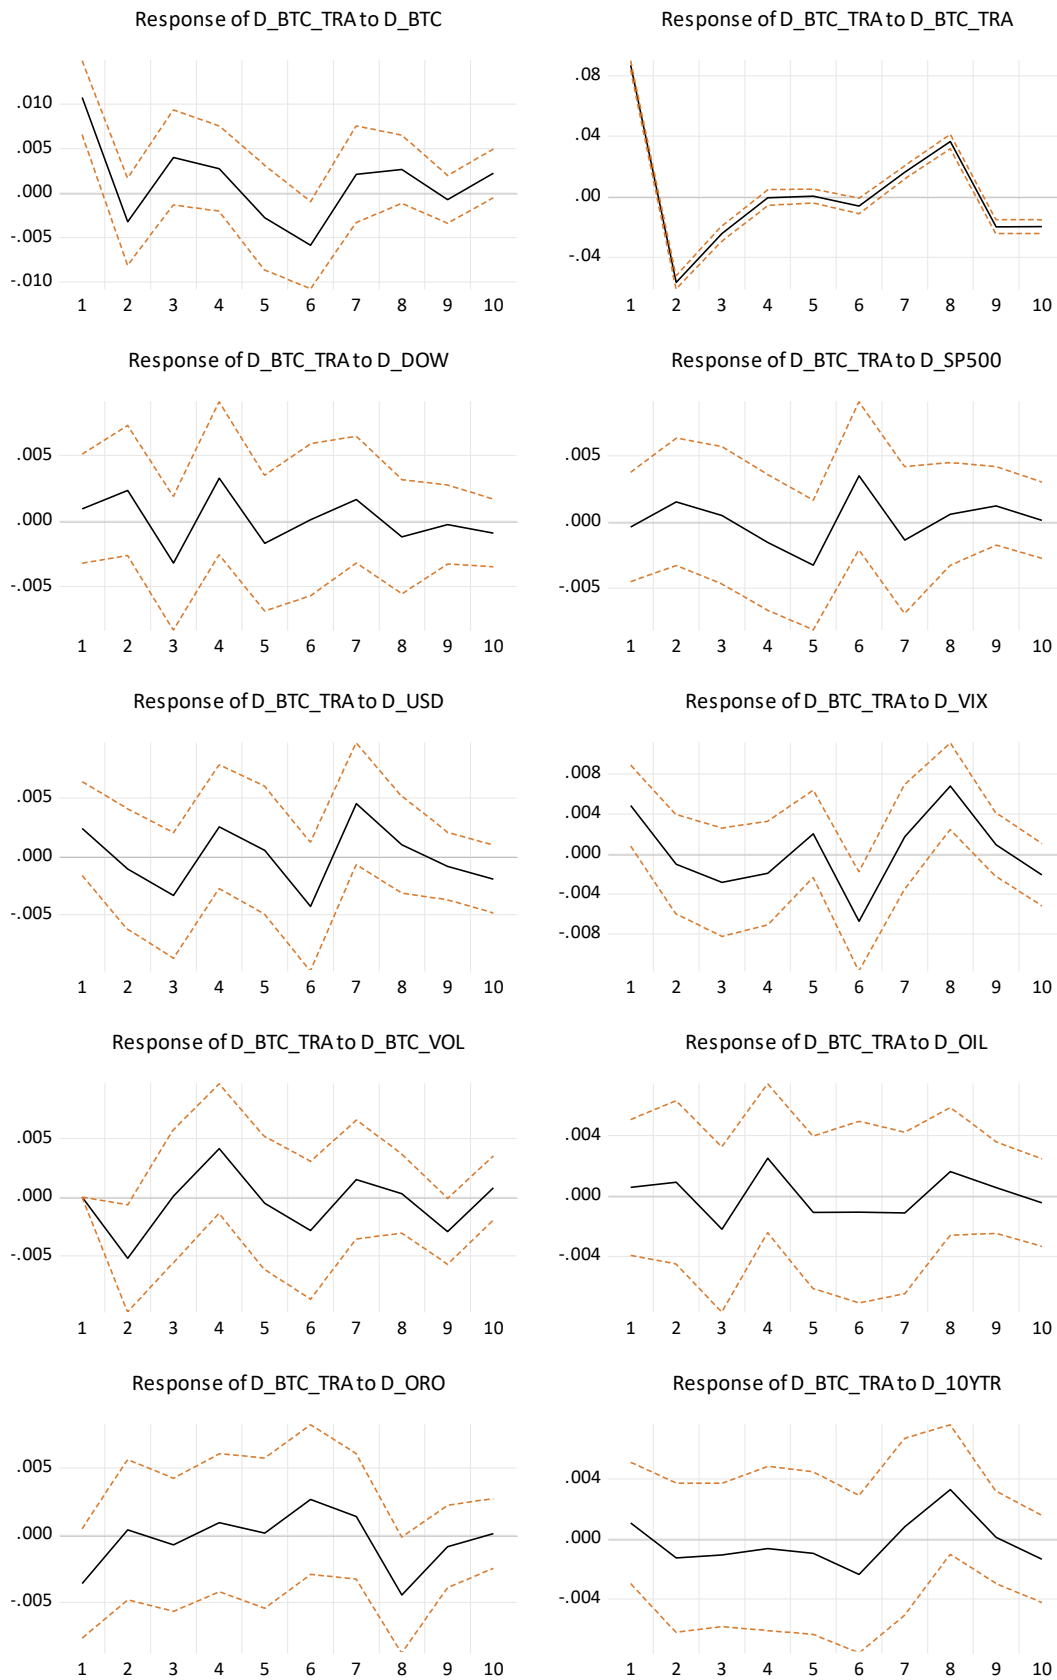 Response of D_BTC_TRA to D_BTC
.010
.005
.000
-.005
-.010
1 2 3 4 5 6 7 8 9 10
Response of D_BTC_TRA to D_BTC_TRA
.08
.04
.00
-.04
1 2 3 4 5 6 7 8 9 10
Response of D_BTC_TRA to D_DOW
.005
.000
-.005
1 2 3 4 5 6 7 8 9 10
Response of D_BTC_TRA to D_SP500
.005
.000
-.005
1 2 3 4 5 6 7 8 9 10
Response of D_BTC_TRA to D_USD
.005
.000
-.005
1 2 3 4 5 6 7 8 9 10
Response of D_BTC_TRA to D_VIX
.008
.004
.000
-.004
-.008
1 2 3 4 5 6 7 8 9 10
Response of D_BTC_TRA to D_BTC_VOL
.005
.000
-.005
1 2 3 4 5 6 7 8 9 10
Response of D_BTC_TRA to D_OIL
.004
.000
-.004
1 2 3 4 5 6 7 8 9 10
Response of D_BTC_TRA to D_ORO
.005
.000
-.005
1 2 3 4 5 6 7 8 9 10
Response of D_BTC_TRA to D_10YTR
.004
.000
-.004
1 2 3 4 5 6 7 8 9 10